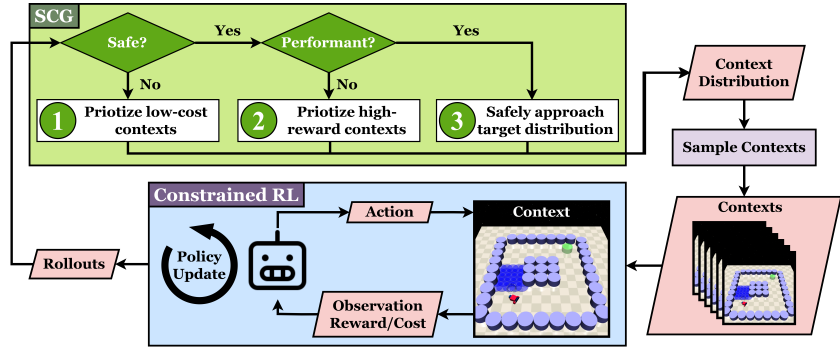 SCG
Safe?
Yes
Performant?
Yes
No
No
1
Priotize low-cost
contexts
2
Priotize high-
reward contexts
3
Safely approach
target distribution
Context
Distribution
Sample Contexts
Contexts
Constrained RL
Action
Context
Policy
Update
Rollouts
Observation
Reward/Cost